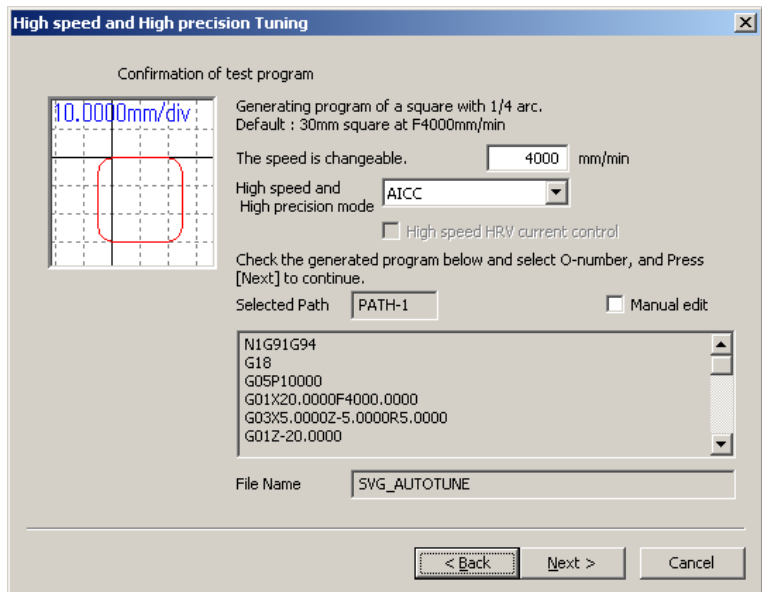 High speed and High precision Tuning
Confirmation of test program
10.0000mm/div
Generating program of a square with 1/4 arc.
Default : 30mm square at F4000mm/min
The speed is changeable.
4000 mm/min
High speed and
High precision mode
AICC
High speed HRV current control
Check the generated program below and select O-number, and Press
[Next] to continue.
Selected Path PATH-1
Manual edit
N1G91G94
G18
G05P10000
G01X20.0000F4000.0000
G03X5.0000Z-5.0000R5.0000
G01Z-20.0000
File Name SVG_AUTOTUNE
< Back Next > Cancel